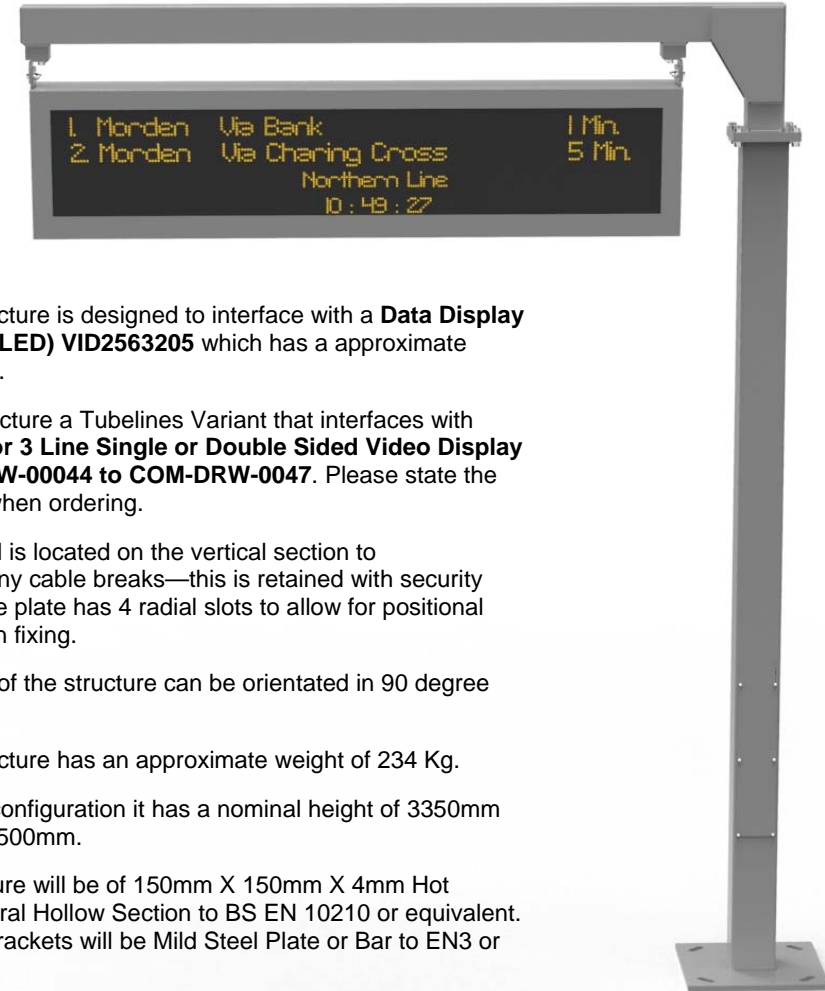 1. Morden Via Bank 1 Min.
2. Morden Via Charing Cross 5 Min.
Northern Line
10 : 49 : 27
cture is designed to interface with a Data Display
LED) VID2563205 which has a approximate
.
cture a Tubelines Variant that interfaces with
or 3 Line Single or Double Sided Video Display
W-00044 to COM-DRW-0047. Please state the
when ordering.
l is located on the vertical section to
ny cable breaks—this is retained with security
e plate has 4 radial slots to allow for positional
n fixing.
of the structure can be orientated in 90 degree
cture has an approximate weight of 234 Kg.
configuration it has a nominal height of 3350mm
500mm.
ure will be of 150mm X 150mm X 4mm Hot
ral Hollow Section to BS EN 10210 or equivalent.
rackets will be Mild Steel Plate or Bar to EN3 or